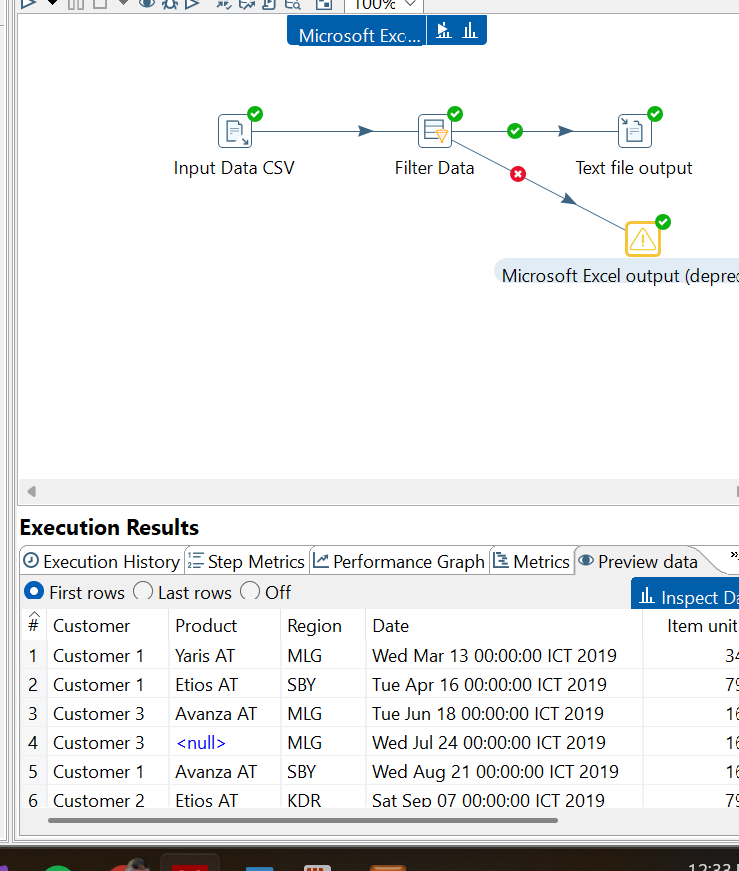 100%
Microsoft Exc...
Input Data CSV
Filter Data
Text file output
Microsoft Excel output (deprec
Execution Results
Execution History
Step Metrics
Performance Graph
Metrics
Preview data
»
First rows
Last rows
Off
Inspect Da
# Customer Product Region Date Item unit
1 Customer 1 Yaris AT MLG Wed Mar 13 00:00:00 ICT 2019 34
2 Customer 1 Etios AT SBY Tue Apr 16 00:00:00 ICT 2019 79
3 Customer 3 Avanza AT MLG Tue Jun 18 00:00:00 ICT 2019 16
4 Customer 3 <null> MLG Wed Jul 24 00:00:00 ICT 2019 16
5 Customer 1 Avanza AT SBY Wed Aug 21 00:00:00 ICT 2019 16
6 Customer 2 Etios AT KDR Sat Sep 07 00:00:00 ICT 2019 79
12:33